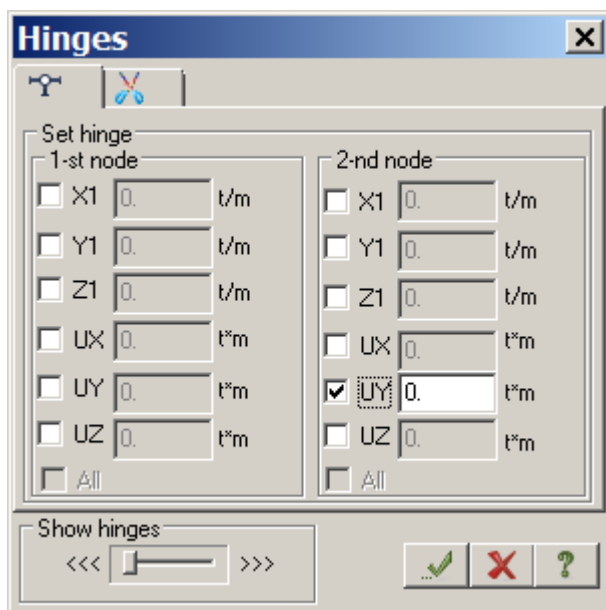 Hinges
Set hinge
1-st node
X1 0. t/m
Y1 0. t/m
Z1 0. t/m
UX 0. t*m
UY 0. t*m
UZ 0. t*m
All
2-nd node
X1 0. t/m
Y1 0. t/m
Z1 0. t/m
UX 0. t*m
UY 0. t*m
UZ 0. t*m
All
Show hinges
<<< >>>